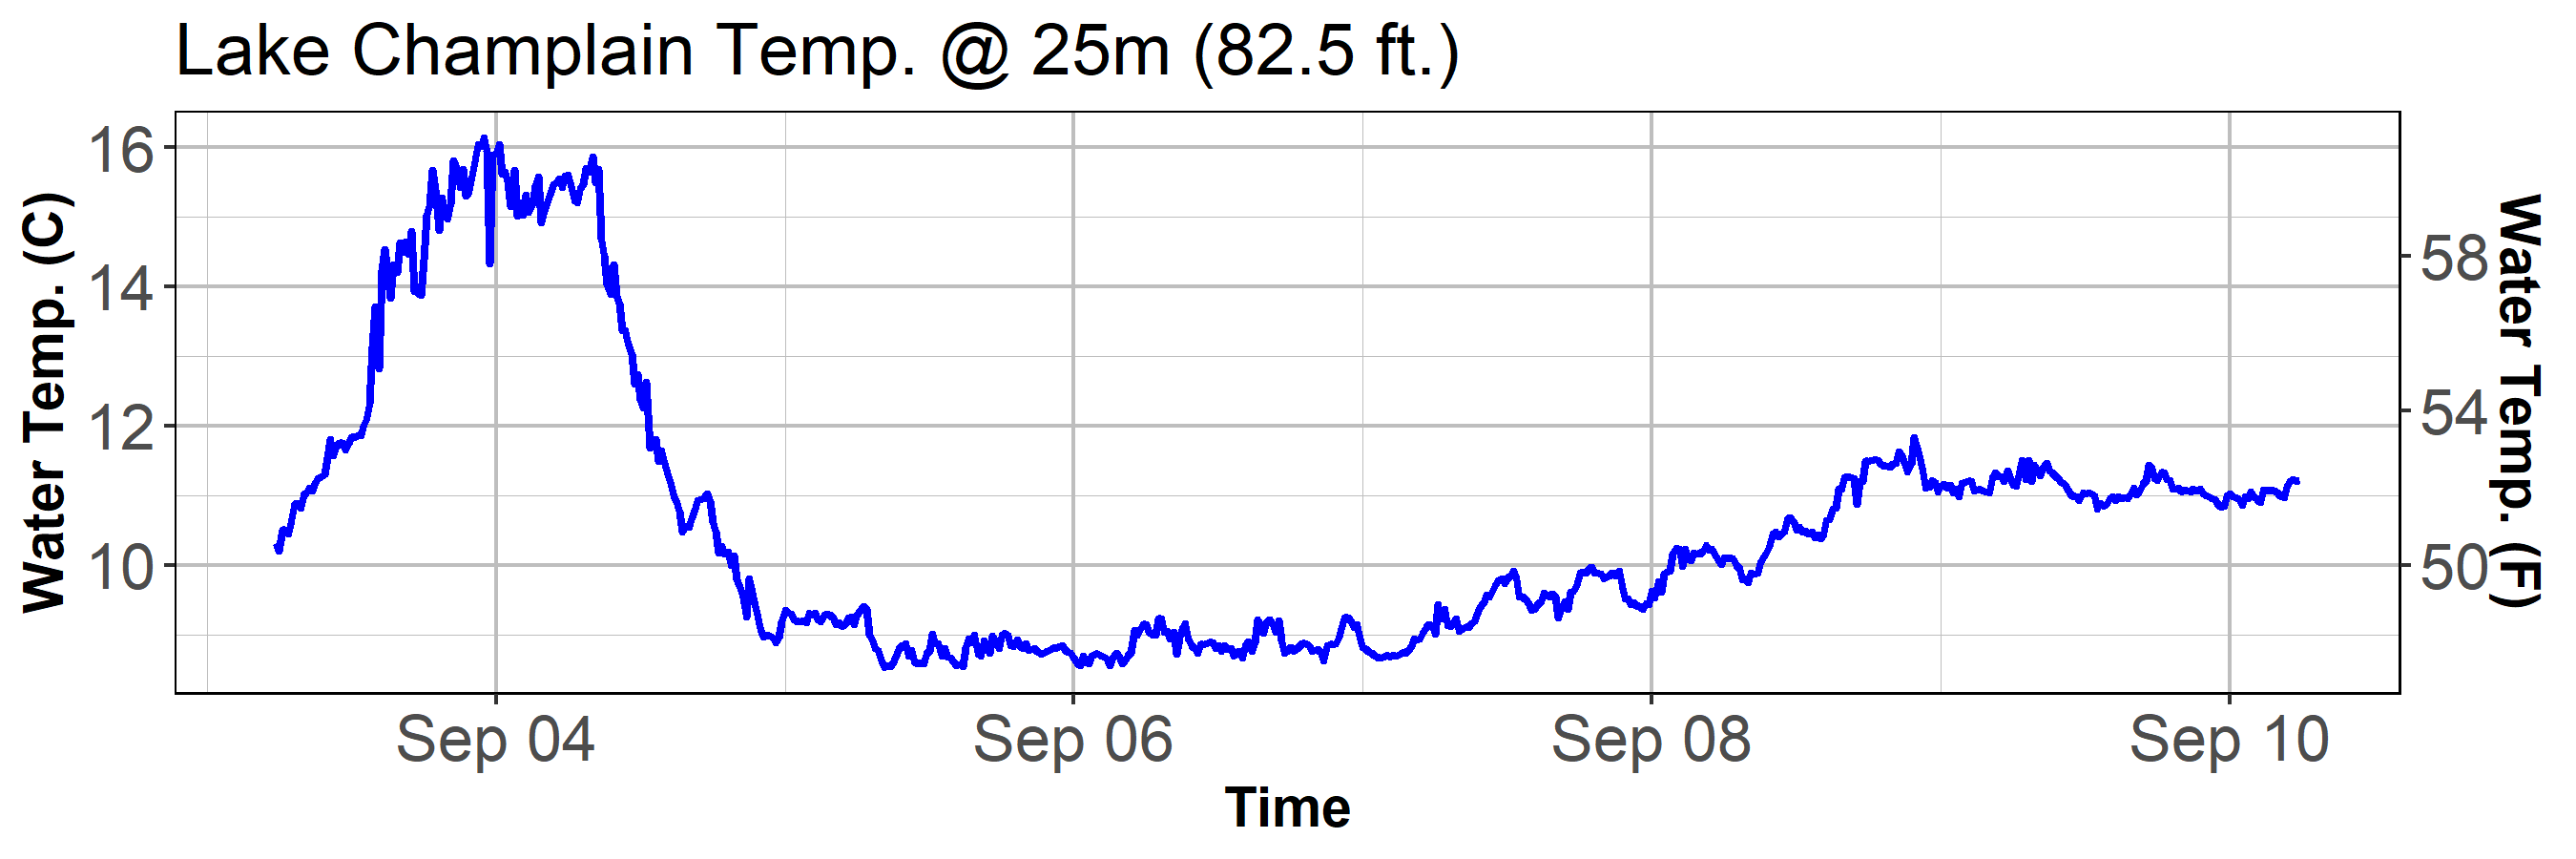 Lake Champlain Temp. @ 25m (82.5 ft.)
Water Temp. (C)
16
14
12
10
58
54
50
Water Temp. (F)
Sep 04
Sep 06
Sep 08
Sep 10
Time